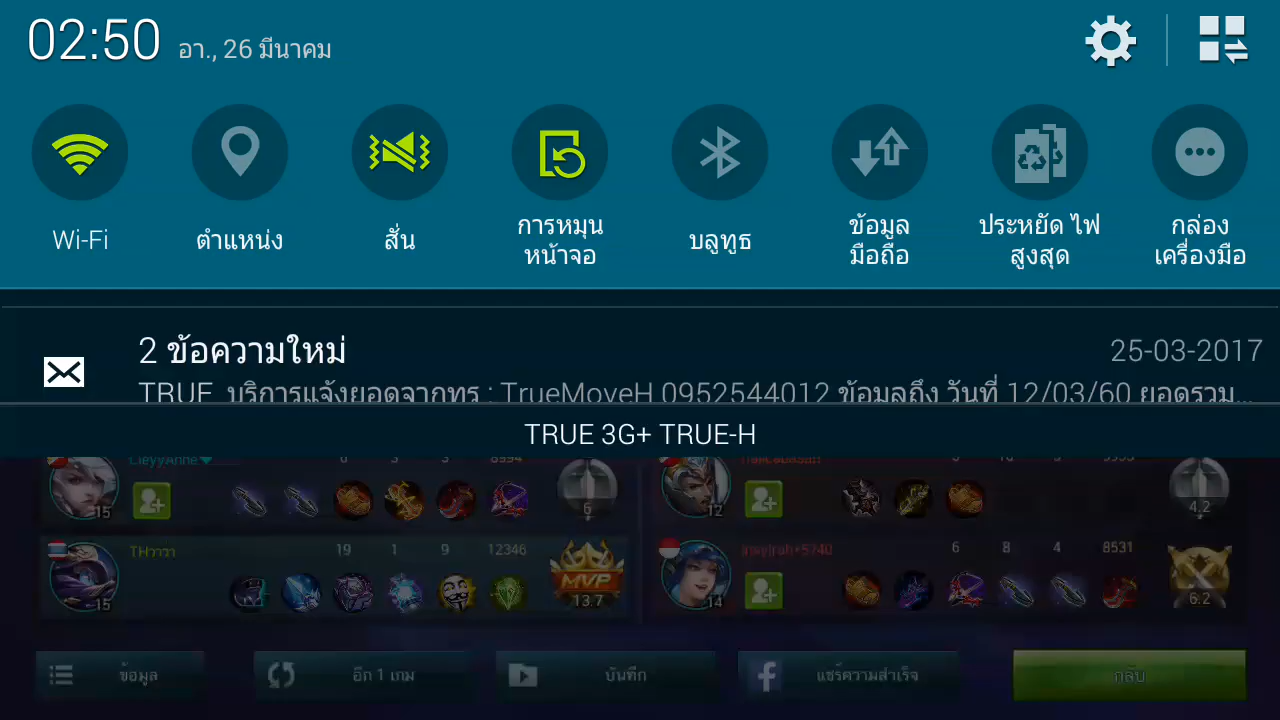 02:50 อา., 26 มีนาคม
Wi-Fi
ตำแหน่ง
สั่น
การหมุน
หน้าจอ
บลูทูธ
ข้อมูล
มือถือ
ประหยัด ไฟ
สูงสุด
กล่อง
เครื่องมือ
2 ข้อความใหม่ 25-03-2017
TRUE บริการแจ้งยอดจากทรู : TrueMoveH 0952544012 ข้อมูลถึง วันที่ 12/03/60 ยอดรวม...
TRUE 3G+ TRUE-H
LieyyAnne 8994
15 6 12 4.2
THวาวา 19 1 9 12346 6 8 4 8531
15 MVP 13.7 14 6.2
ข้อมูล อีก 1 เกม บันทึก แชร์ความสำเร็จ กลับ